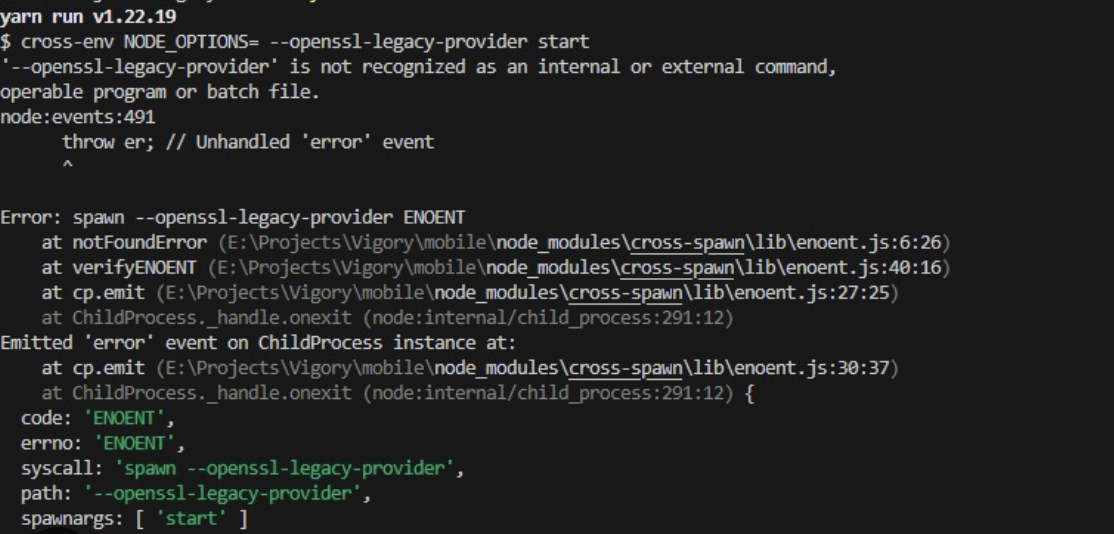 yarn run v1.22.19
$ cross-env NODE_OPTIONS= --openssl-legacy-provider start
'--openssl-legacy-provider' is not recognized as an internal or external command,
operable program or batch file.
node:events:491
      throw er; // Unhandled 'error' event
      ^

Error: spawn --openssl-legacy-provider ENOENT
    at notFoundError (E:\Projects\Vigory\mobile\node_modules\cross-spawn\lib\enoent.js:6:26)
    at verifyENOENT (E:\Projects\Vigory\mobile\node_modules\cross-spawn\lib\enoent.js:40:16)
    at cp.emit (E:\Projects\Vigory\mobile\node_modules\cross-spawn\lib\enoent.js:27:25)
    at ChildProcess._handle.onexit (node:internal/child_process:291:12)
Emitted 'error' event on ChildProcess instance at:
    at cp.emit (E:\Projects\Vigory\mobile\node_modules\cross-spawn\lib\enoent.js:30:37)
    at ChildProcess._handle.onexit (node:internal/child_process:291:12) {
  code: 'ENOENT',
  errno: 'ENOENT',
  syscall: 'spawn --openssl-legacy-provider',
  path: '--openssl-legacy-provider',
  spawnargs: [ 'start' ]